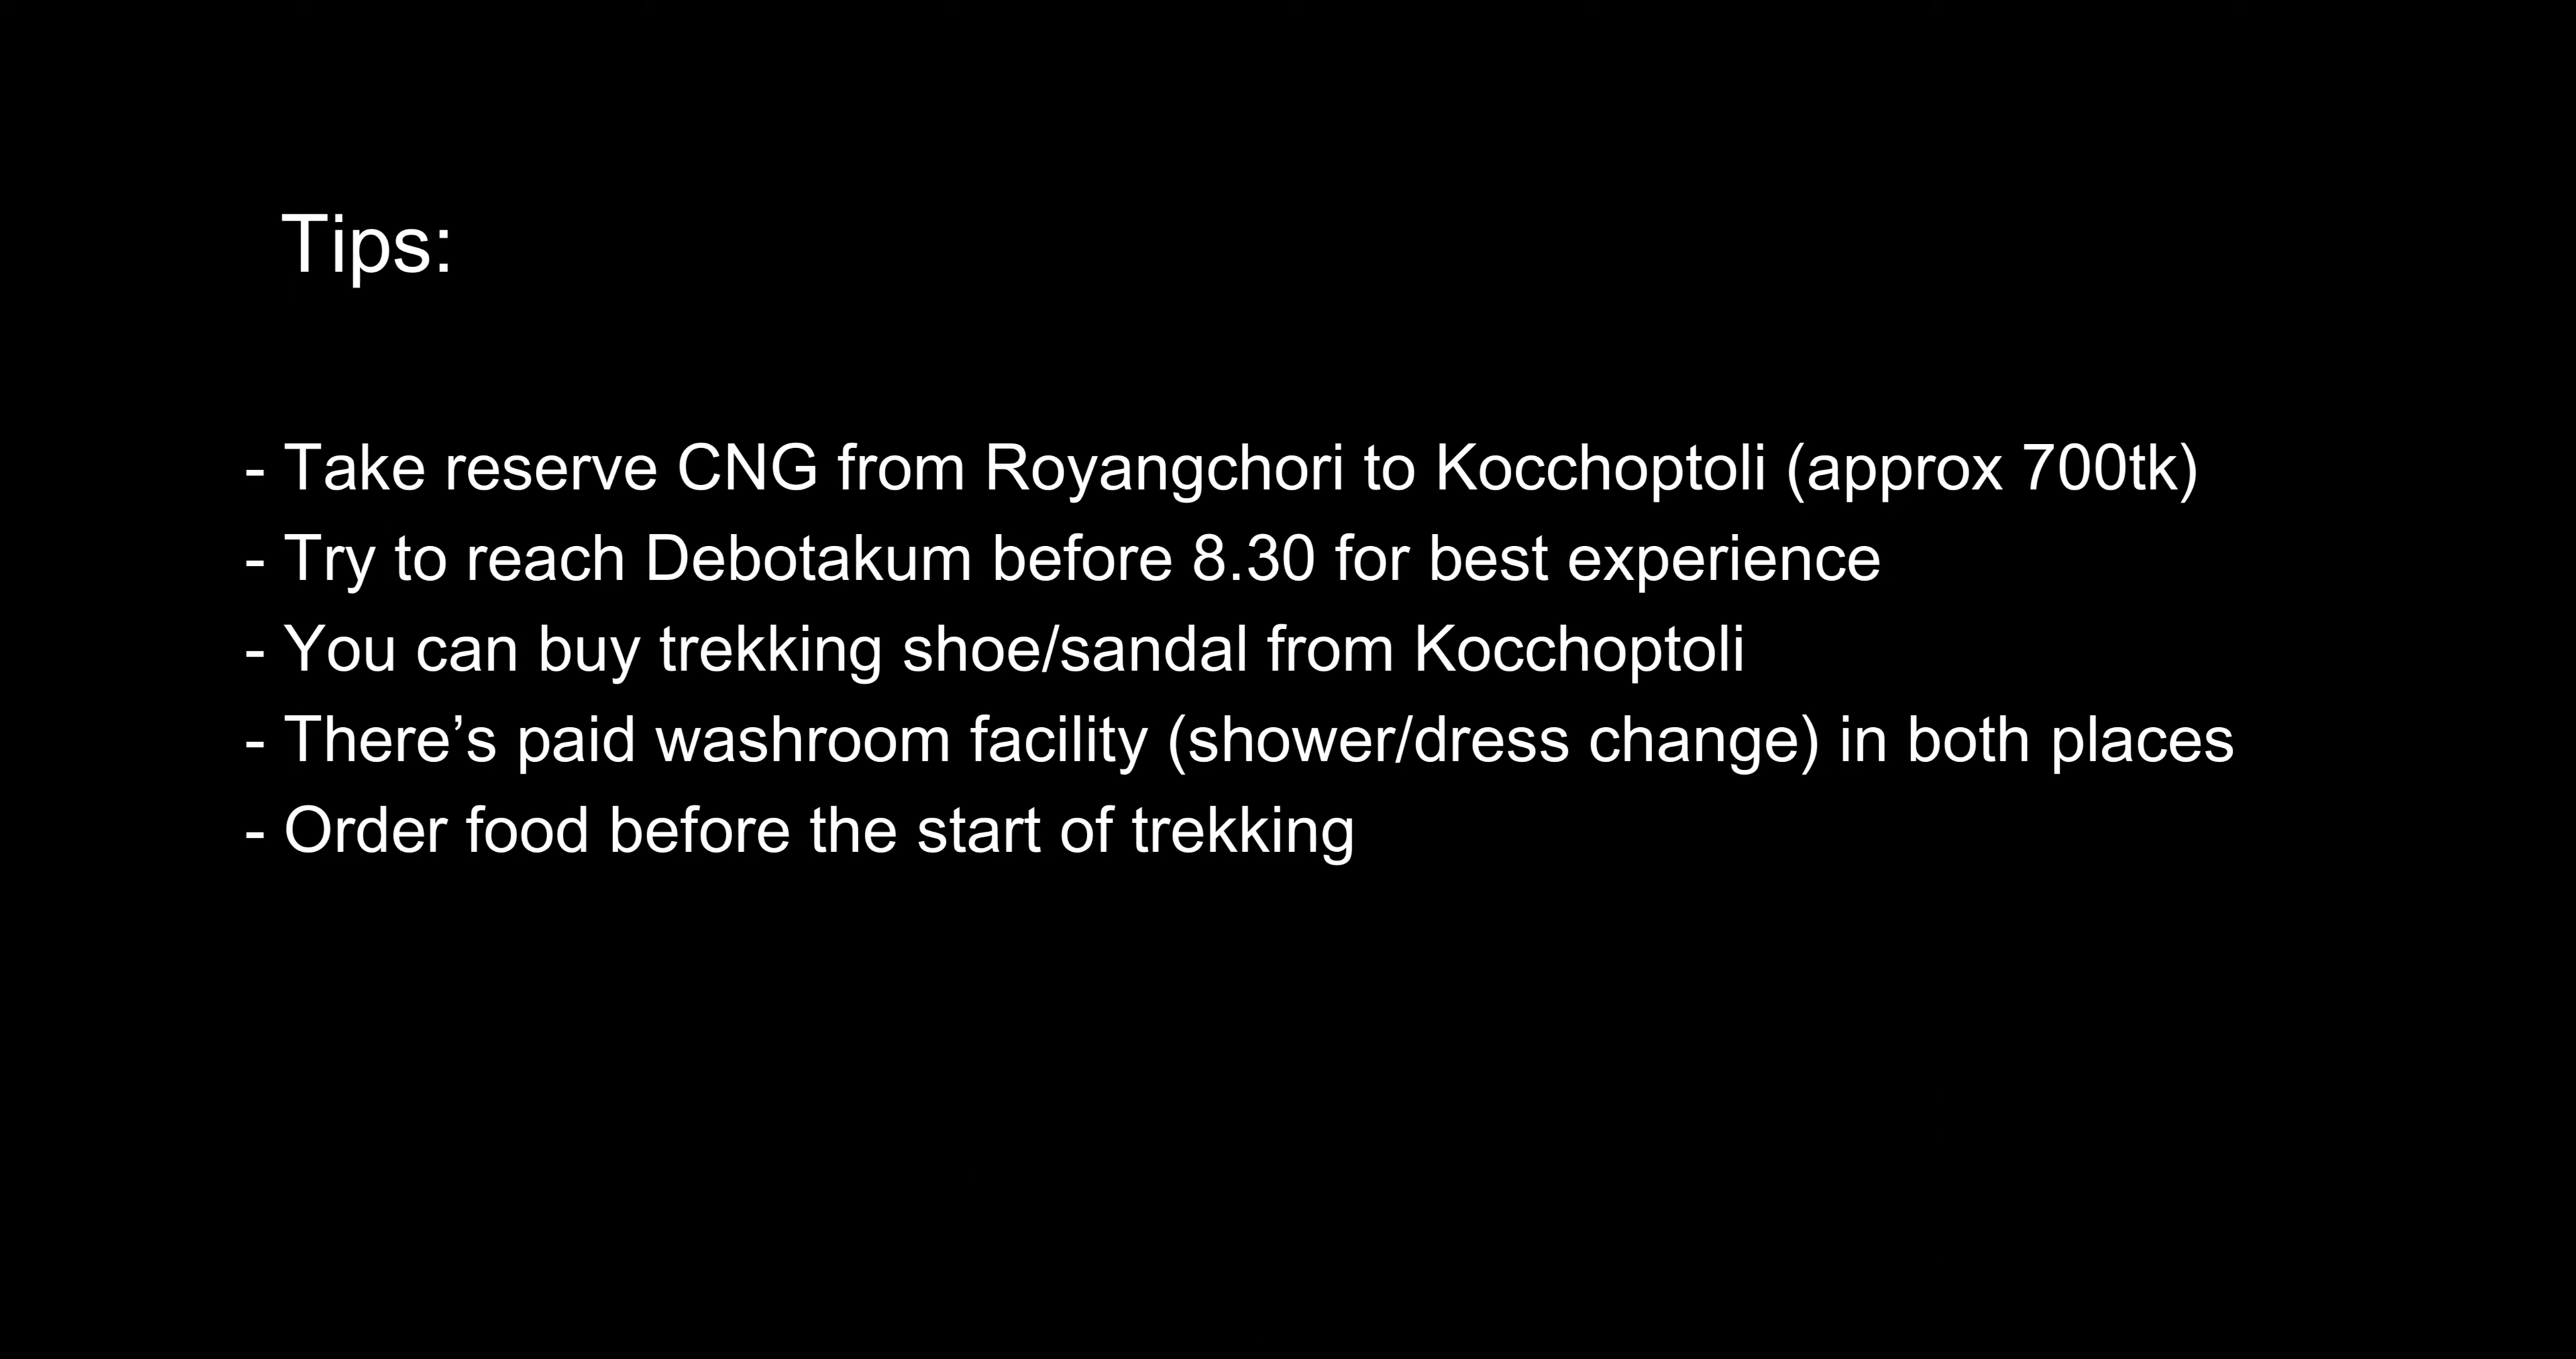 Tips:
- Take reserve CNG from Royangchori to Kocchoptoli (approx 700tk)
- Try to reach Debotakum before 8.30 for best experience
- You can buy trekking shoe/sandal from Kocchoptoli
- There’s paid washroom facility (shower/dress change) in both places
- Order food before the start of trekking